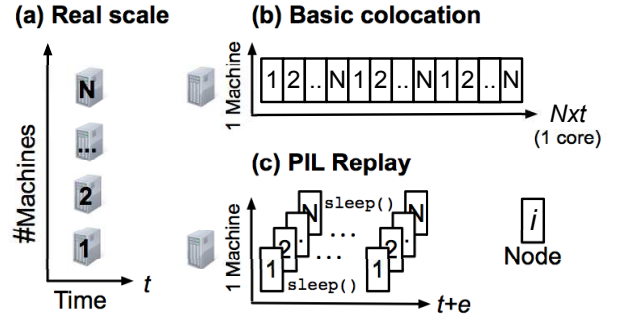 (a) Real scale
#Machines
N
...
2
1
Time
t
(b) Basic colocation
1 Machine
1 2 .. N 1 2 .. N 1 2 .. N
Nxt
(1 core)
(c) PIL Replay
1 Machine
N sleep() N
. ... .
2 ... 2
1 1
sleep()
t+e
i
Node